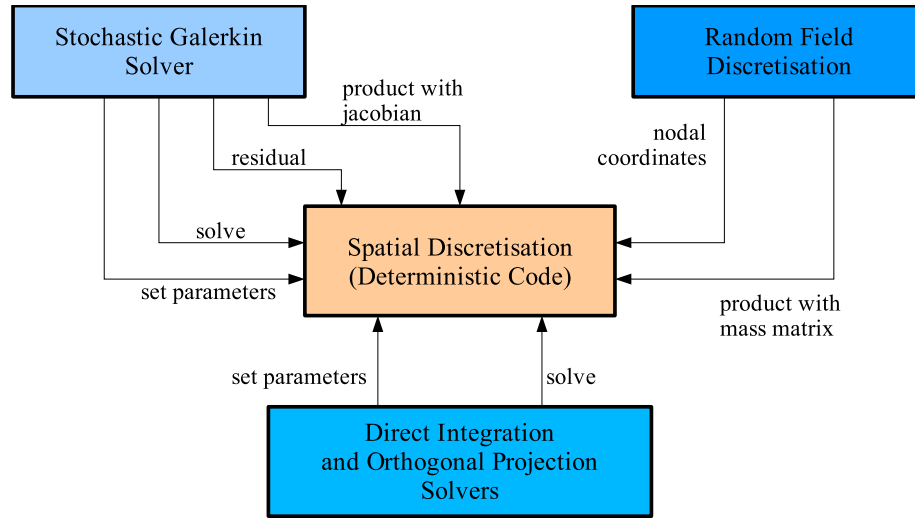 Stochastic Galerkin
Solver
Random Field
Discretisation
product with
jacobian
residual
nodal
coordinates
solve
set parameters
Spatial Discretisation
(Deterministic Code)
product with
mass matrix
set parameters
solve
Direct Integration
and Orthogonal Projection
Solvers